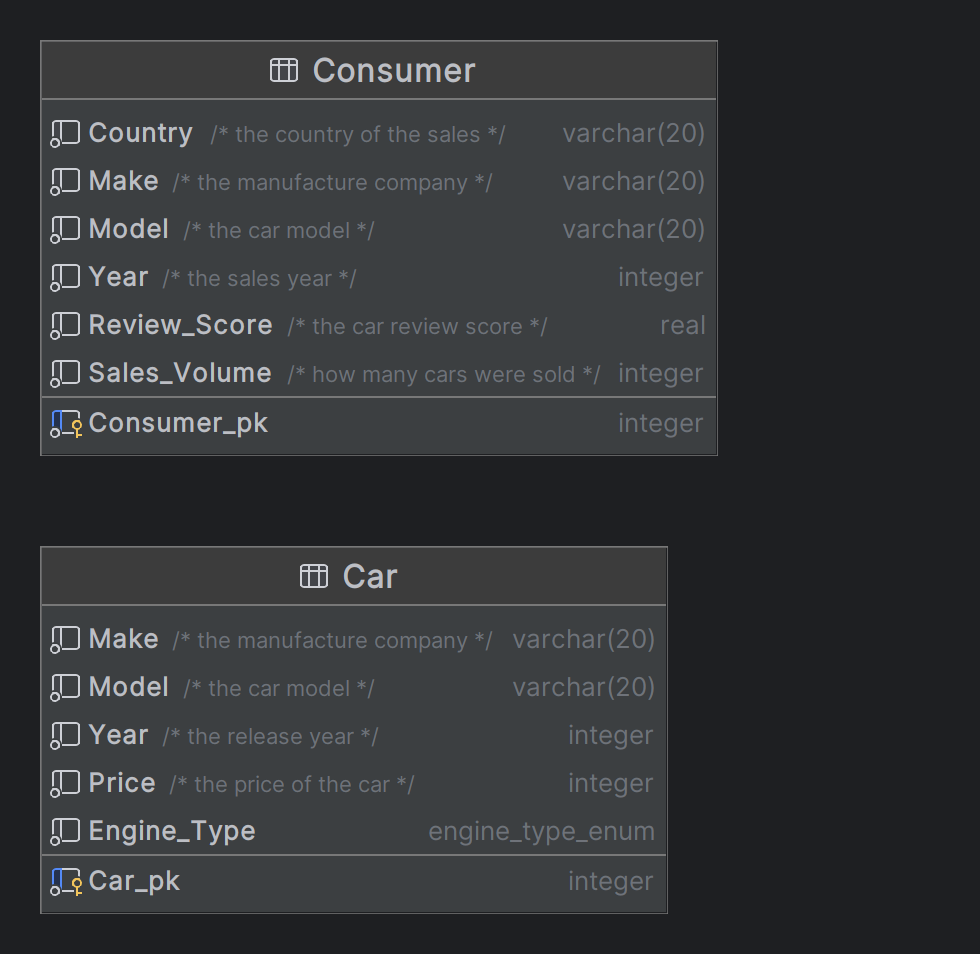 Consumer
Country /* the country of the sales */ varchar(20)
Make /* the manufacture company */ varchar(20)
Model /* the car model */ varchar(20)
Year /* the sales year */ integer
Review_Score /* the car review score */ real
Sales_Volume /* how many cars were sold */ integer
Consumer_pk integer
Car
Make /* the manufacture company */ varchar(20)
Model /* the car model */ varchar(20)
Year /* the release year */ integer
Price /* the price of the car */ integer
Engine_Type engine_type_enum
Car_pk integer